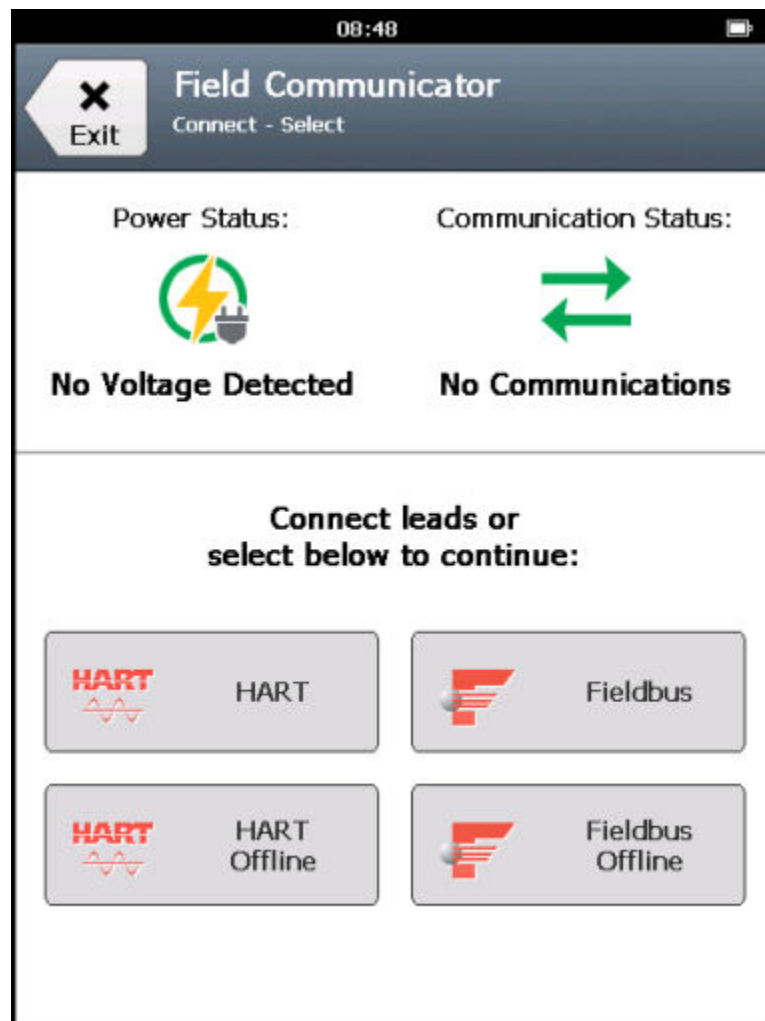 08:48
Exit
Field Communicator
Connect - Select
Power Status:
Communication Status:
No Voltage Detected
No Communications
Connect leads or
select below to continue:
HART
HART
Fieldbus
HART
HART
Offline
Fieldbus
Offline